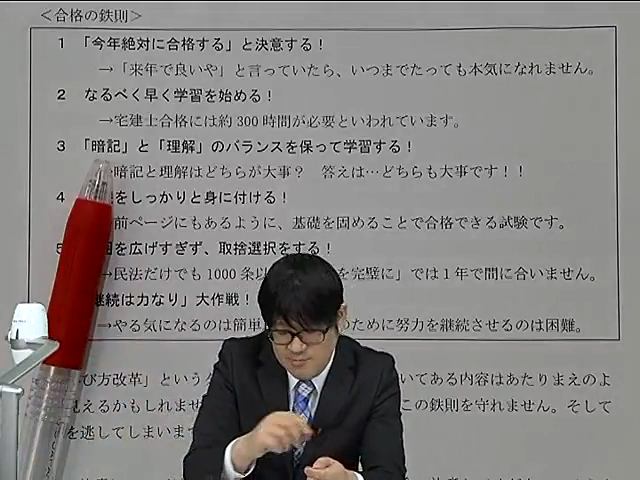 ＜合格の鉄則＞
1 「今年絶対に合格する」と決意する！
→「来年で良いや」と言っていたら、いつまでたっても本気になれません。
2 なるべく早く学習を始める！
→宅建士合格には約300時間が必要といわれています。
3 「暗記」と「理解」のバランスを保って学習する！
暗記と理解はどちらが大事？ 答えは…どちらも大事です！！
4 をしっかりと身に付ける！
前ページにもあるように、基礎を固めることで合格できる試験です。
5 を広げすぎず、取捨選択をする！
→民法だけでも1000条以 を完璧に」では1年で間に合いません。
継続は力なり」大作戦！
→やる気になるのは簡単 のために努力を継続させるのは困難。
び方改革」という いてある内容はあたりまえのよ
見えるかもしれませ この鉄則を守れません。そして
を逃してしまいま